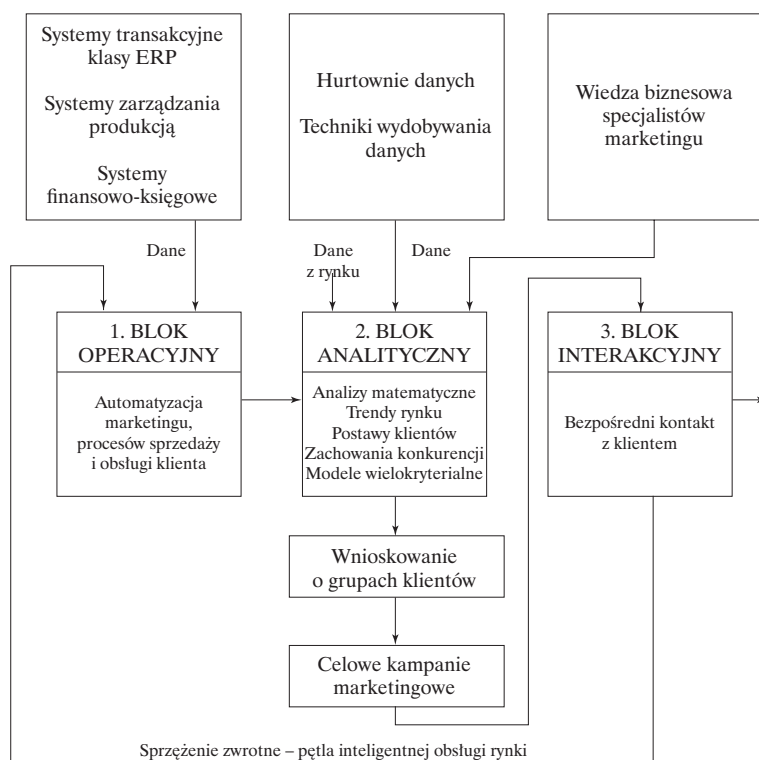 Systemy transakcyjne
klasy ERP
Systemy zarządzania
produkcją
Systemy
finansowo-księgowe
Hurtownie danych
Techniki wydobywania
danych
Wiedza biznesowa
specjalistów
marketingu
Dane
Dane
z rynku
Dane
1. BLOK
OPERACYJNY
Automatyzacja
marketingu,
procesów sprzedaży
i obsługi klienta
2. BLOK
ANALITYCZNY
Analizy matematyczne
Trendy rynku
Postawy klientów
Zachowania konkurencji
Modele wielokryterialne
3. BLOK
INTERAKCYJNY
Bezpośredni kontakt
z klientem
Wnioskowanie
o grupach klientów
Celowe kampanie
marketingowe
Sprzężenie zwrotne – pętla inteligentnej obsługi rynki